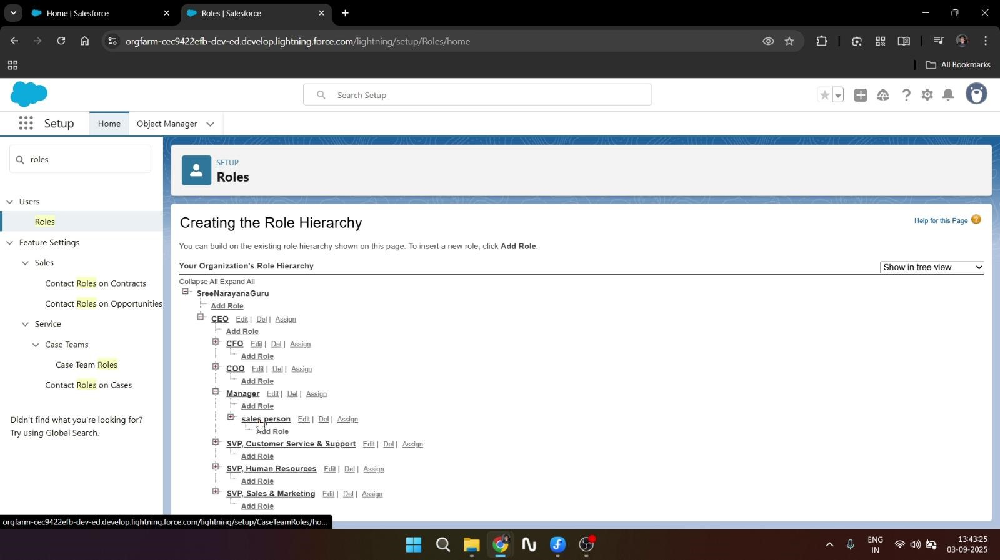 Home | Salesforce
Roles | Salesforce
orgfarm-cec9422efb-dev-ed.develop.lightning.force.com/lightning/setup/Roles/home
All Bookmarks
Search Setup
Setup
Home
Object Manager
roles
SETUP
Roles
Users
Roles
Feature Settings
Sales
Contact Roles on Contracts
Contact Roles on Opportunities
Service
Case Teams
Case Team Roles
Contact Roles on Cases
Didn't find what you're looking for?
Try using Global Search.
Creating the Role Hierarchy
Help for this Page
You can build on the existing role hierarchy shown on this page. To insert a new role, click Add Role.
Your Organization's Role Hierarchy
Show in tree view
Collapse All Expand All
SreeNarayanaGuru
Add Role
CEO Edit | Del | Assign
Add Role
CFO Edit | Del | Assign
Add Role
COO Edit | Del | Assign
Add Role
Manager Edit | Del | Assign
Add Role
sales person Edit | Del | Assign
Add Role
SVP, Customer Service & Support Edit | Del | Assign
Add Role
SVP, Human Resources Edit | Del | Assign
Add Role
SVP, Sales & Marketing Edit | Del | Assign
Add Role
orgfarm-cec9422efb-dev-ed.develop.lightning.force.com/lightning/setup/CaseTeamRoles/ho...
ENG
IN
13:43:25
03-09-2025